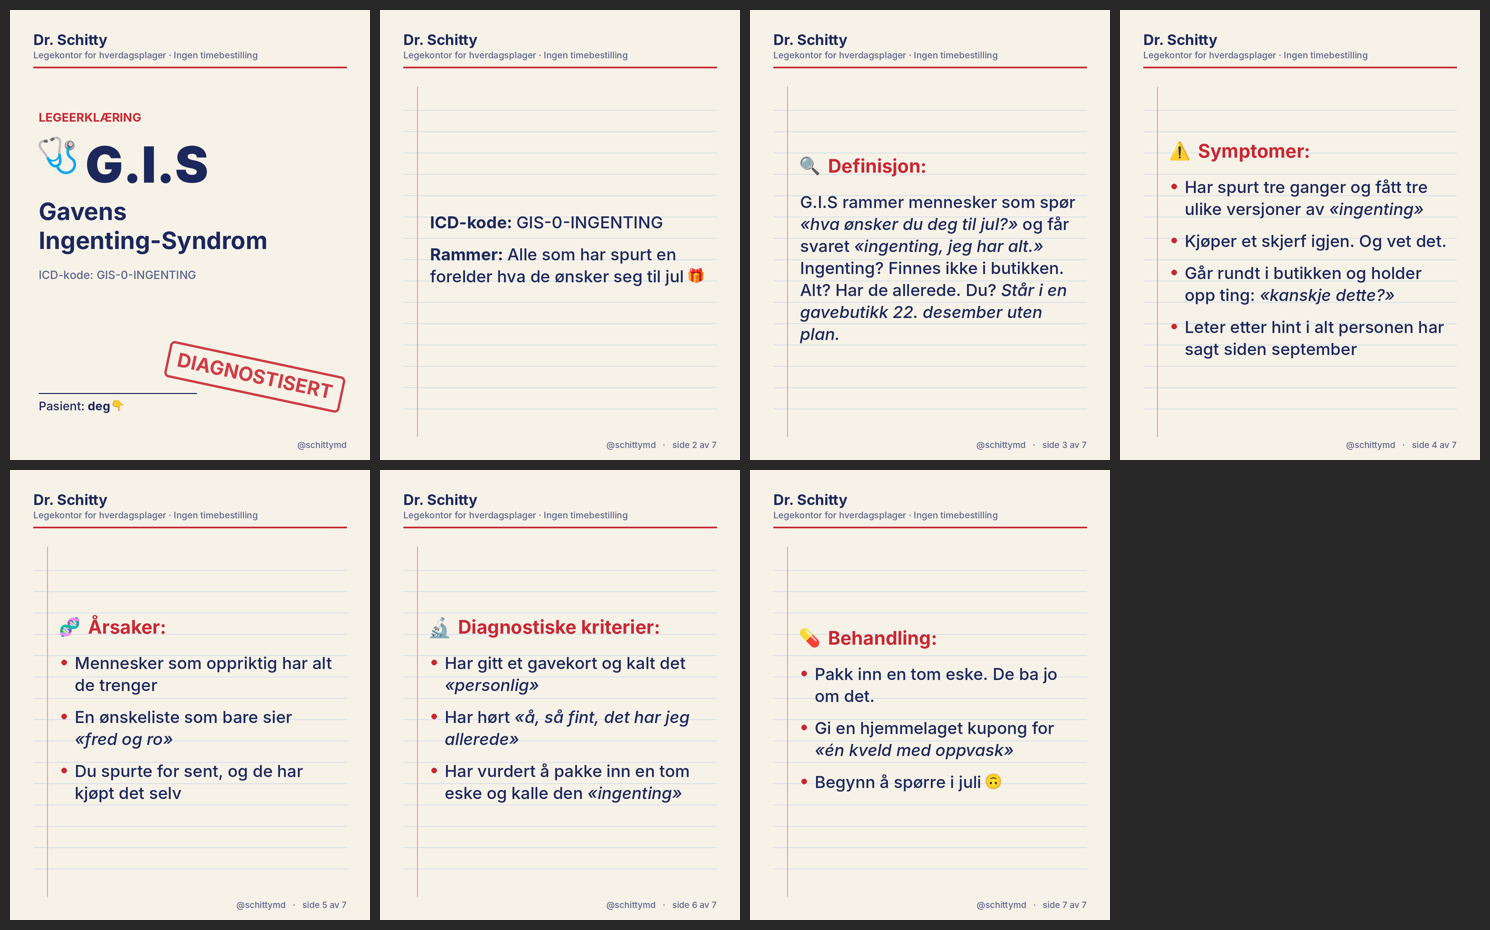 Dr. Schitty
Legekontor for hverdagsplager · Ingen timebestilling
LEGEERKLÆRING
🩺 G.I.S
Gavens
Ingenting-Syndrom
ICD-kode: GIS-0-INGENTING
DIAGNOSTISERT
Pasient: deg👇
@schittymd
Dr. Schitty
Legekontor for hverdagsplager · Ingen timebestilling
ICD-kode: GIS-0-INGENTING
Rammer: Alle som har spurt en
forelder hva de ønsker seg til jul 🎁
@schittymd · side 2 av 7
Dr. Schitty
Legekontor for hverdagsplager · Ingen timebestilling
🔍 Definisjon:
G.I.S rammer mennesker som spør
«hva ønsker du deg til jul?» og får
svaret «ingenting, jeg har alt.»
Ingenting? Finnes ikke i butikken.
Alt? Har de allerede. Du? Står i en
gavebutikk 22. desember uten
plan.
@schittymd · side 3 av 7
Dr. Schitty
Legekontor for hverdagsplager · Ingen timebestilling
⚠️ Symptomer:
• Har spurt tre ganger og fått tre
ulike versjoner av «ingenting»
• Kjøper et skjerf igjen. Og vet det.
• Går rundt i butikken og holder
opp ting: «kanskje dette?»
• Leter etter hint i alt personen har
sagt siden september
@schittymd · side 4 av 7
Dr. Schitty
Legekontor for hverdagsplager · Ingen timebestilling
🧬 Årsaker:
• Mennesker som oppriktig har alt
de trenger
• En ønskeliste som bare sier
«fred og ro»
• Du spurte for sent, og de har
kjøpt det selv
@schittymd · side 5 av 7
Dr. Schitty
Legekontor for hverdagsplager · Ingen timebestilling
🔬 Diagnostiske kriterier:
• Har gitt et gavekort og kalt det
«personlig»
• Har hørt «å, så fint, det har jeg
allerede»
• Har vurdert å pakke inn en tom
eske og kalle den «ingenting»
@schittymd · side 6 av 7
Dr. Schitty
Legekontor for hverdagsplager · Ingen timebestilling
💊 Behandling:
• Pakk inn en tom eske. De ba jo
om det.
• Gi en hjemmelaget kupong for
«én kveld med oppvask»
• Begynn å spørre i juli 🙃
@schittymd · side 7 av 7